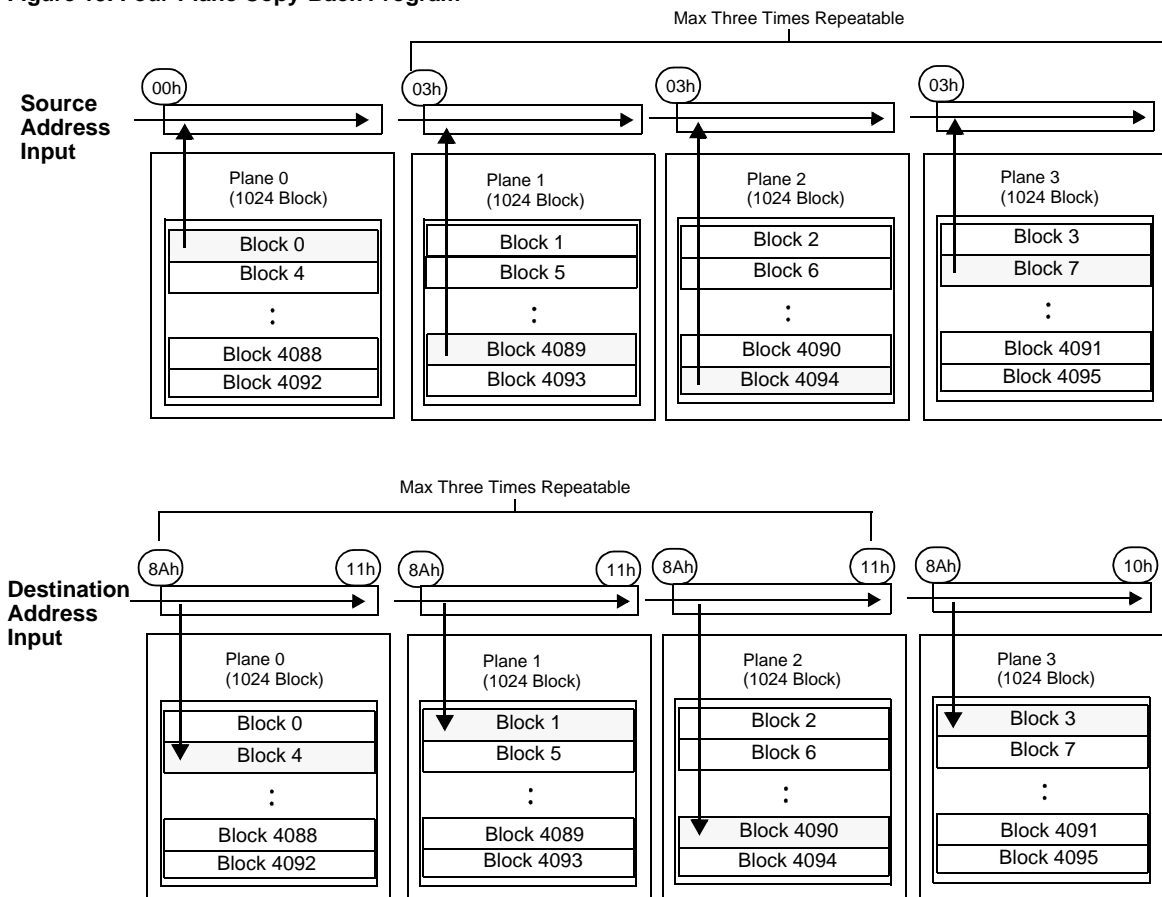 Max Three Times Repeatable
00h 03h 03h 03h
Source
Address
Input
Plane 0
(1024 Block)
Block 0
Block 4
:
Block 4088
Block 4092
Plane 1
(1024 Block)
Block 1
Block 5
:
Block 4089
Block 4093
Plane 2
(1024 Block)
Block 2
Block 6
:
Block 4090
Block 4094
Plane 3
(1024 Block)
Block 3
Block 7
:
Block 4091
Block 4095
Max Three Times Repeatable
8Ah 11h 8Ah 11h 8Ah 11h 8Ah 10h
Destination
Address
Input
Plane 0
(1024 Block)
Block 0
Block 4
:
Block 4088
Block 4092
Plane 1
(1024 Block)
Block 1
Block 5
:
Block 4089
Block 4093
Plane 2
(1024 Block)
Block 2
Block 6
:
Block 4090
Block 4094
Plane 3
(1024 Block)
Block 3
Block 7
:
Block 4091
Block 4095